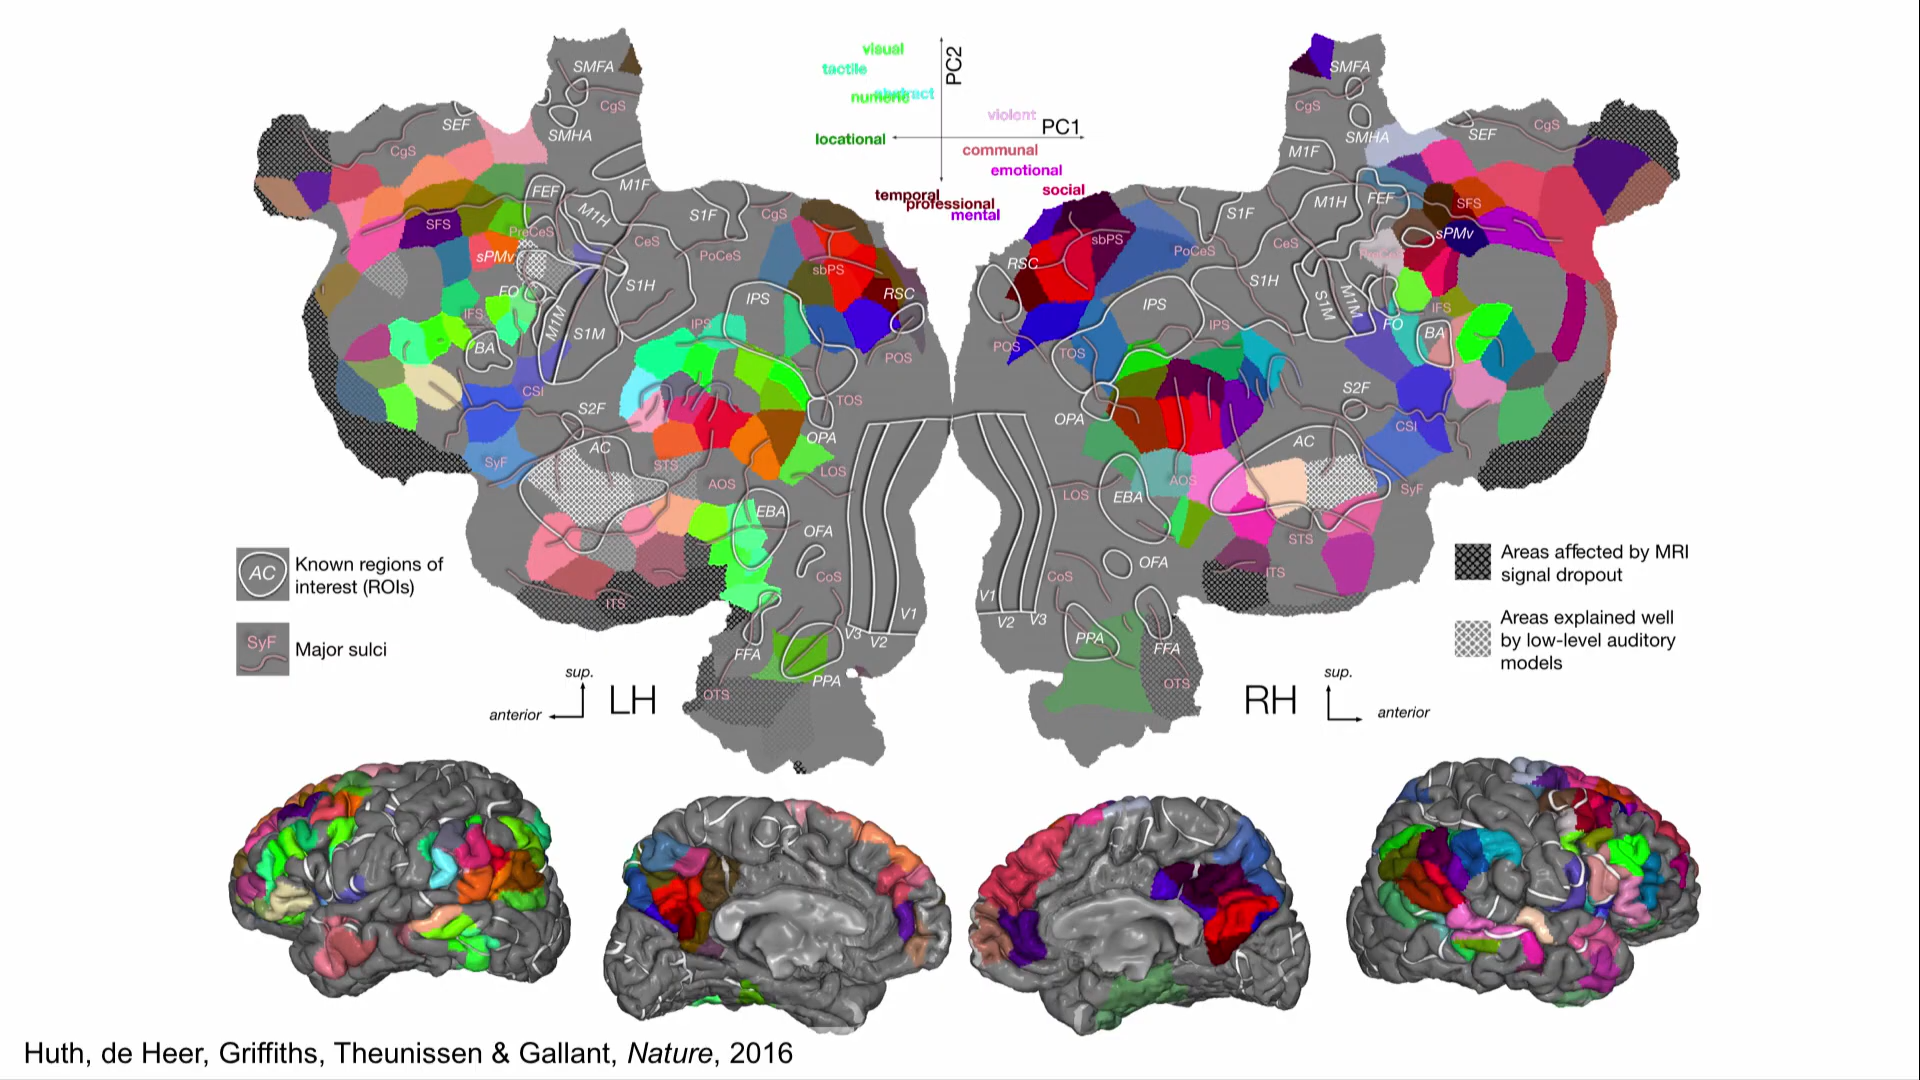 visual
tactile
abstract
numeric
violent
PC2
PC1
locational
communal
emotional
social
temporal
professional
mental
SMFA
CgS
SEF
SMHA
CgS
M1F
FEF
M1H
S1F
CgS
SFS
PreCeS
CeS
PoCeS
sPMv
sbPS
S1H
RSC
FO
IPS
IFS
M1M
S1M
IPS
BA
POS
CSI
S2F
TOS
AC
OPA
SyF
STS
LOS
AOS
EBA
OFA
CoS
ITS
V1
V3
V2
FFA
PPA
OTS
SMFA
CgS
SMHA
SEF
CgS
M1F
FEF
M1H
SFS
S1F
sPMv
sbPS
CeS
PoCeS
RSC
S1H
IPS
S1M
M1M
FO
IFS
IPS
BA
POS
TOS
S2F
OPA
CSI
AC
AOS
SyF
LOS
EBA
STS
OFA
CoS
ITS
V1
V2
V3
PPA
FFA
OTS
AC
Known regions of
interest (ROIs)
SyF
Major sulci
Areas affected by MRI
signal dropout
Areas explained well
by low-level auditory
models
sup.
anterior
LH
RH
sup.
anterior
Huth, de Heer, Griffiths, Theunissen & Gallant, Nature, 2016